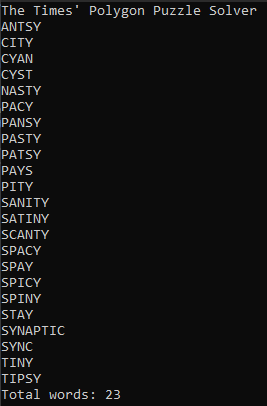 The Times' Polygon Puzzle Solver
ANTSY
CITY
CYAN
CYST
NASTY
PACY
PANSY
PASTY
PATSY
PAYS
PITY
SANITY
SATINY
SCANTY
SPACY
SPAY
SPICY
SPINY
STAY
SYNAPTIC
SYNC
TINY
TIPSY
Total words: 23